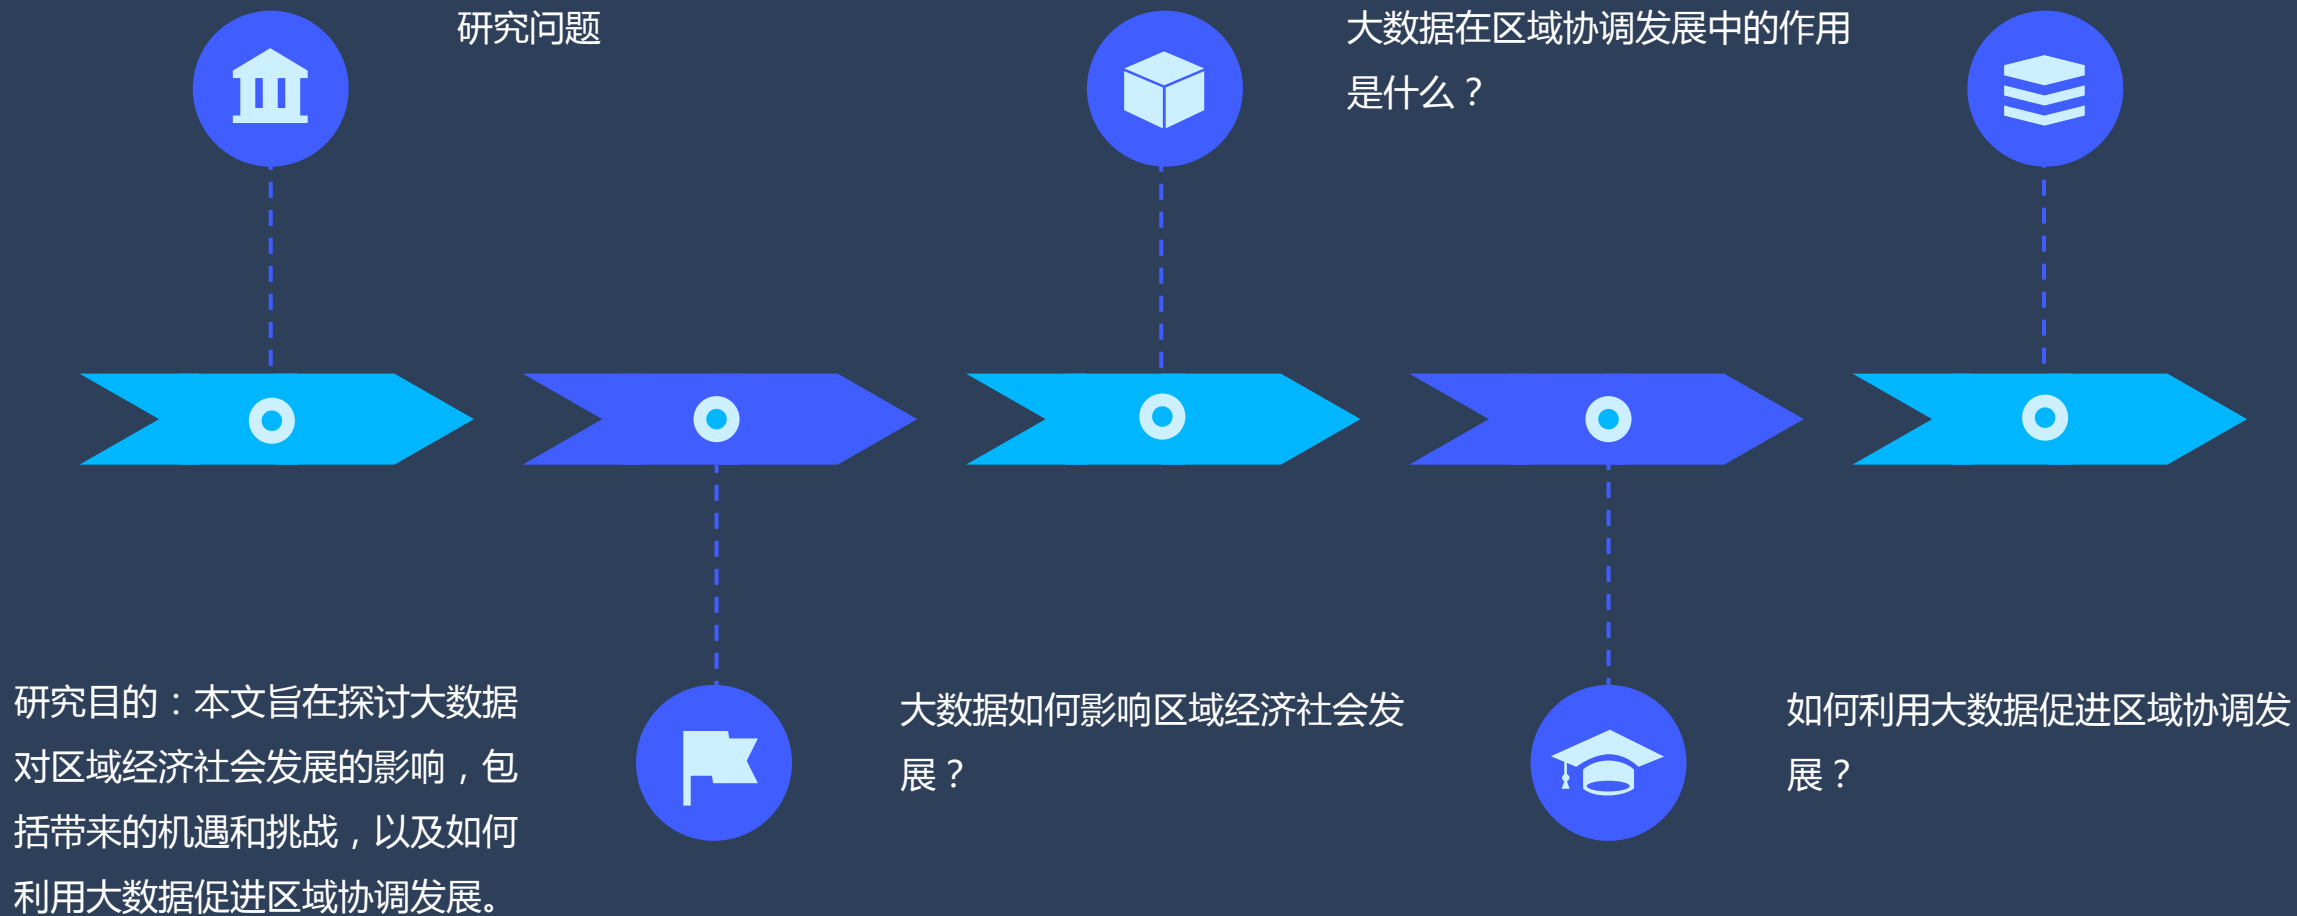 研究目的：本文旨在探讨大数据
对区域经济社会发展的影响，包
括带来的机遇和挑战，以及如何
利用大数据促进区域协调发展。
研究问题
大数据如何影响区域经济社会发
展？
大数据在区域协调发展中的作用
是什么？
如何利用大数据促进区域协调发
展？